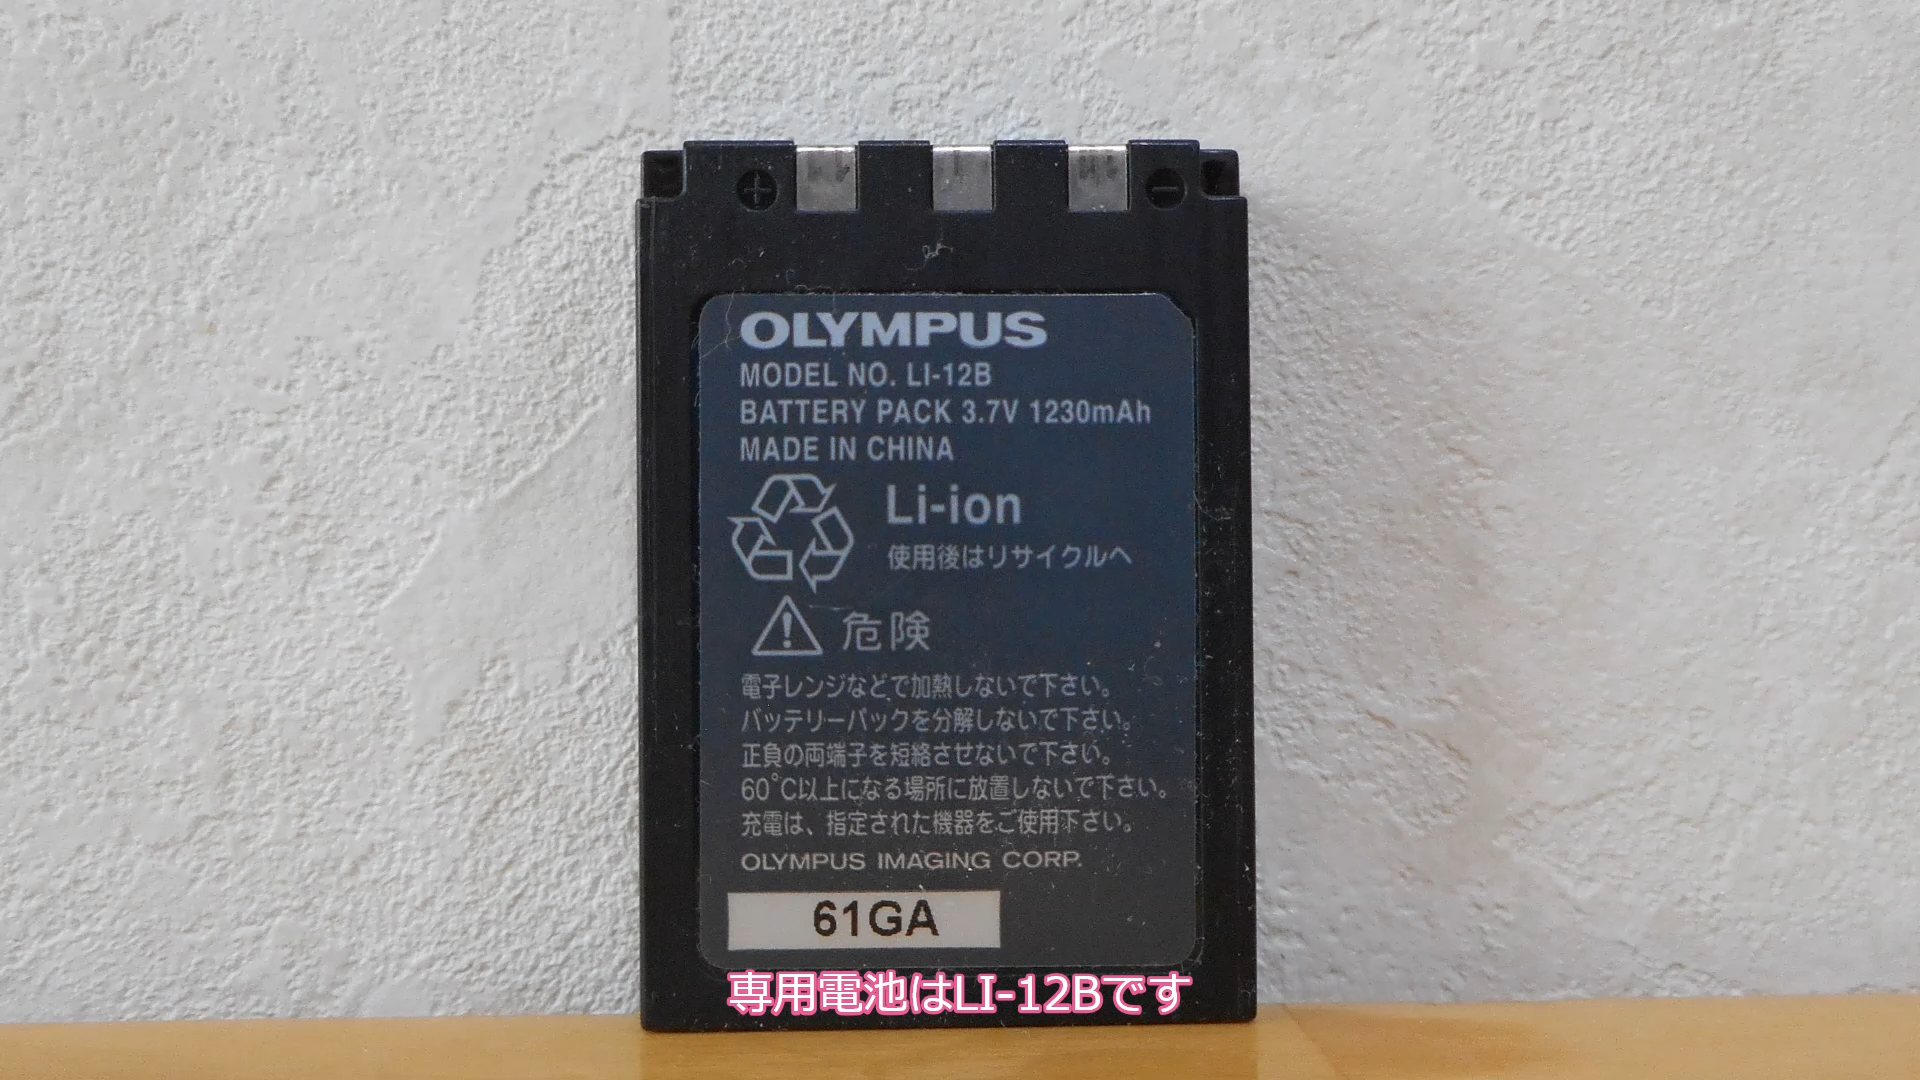 OLYMPUS
MODEL NO. LI-12B
BATTERY PACK 3.7V 1230mAh
MADE IN CHINA
Li-ion
使用後はリサイクルへ
危険
電子レンジなどで加熱しないで下さい。
バッテリーパックを分解しないで下さい。
正負の両端子を短絡させないで下さい。
60°C以上になる場所に放置しないで下さい。
充電は、指定された機器をご使用下さい。
OLYMPUS IMAGING CORP.
61GA
専用電池はLI-12Bです